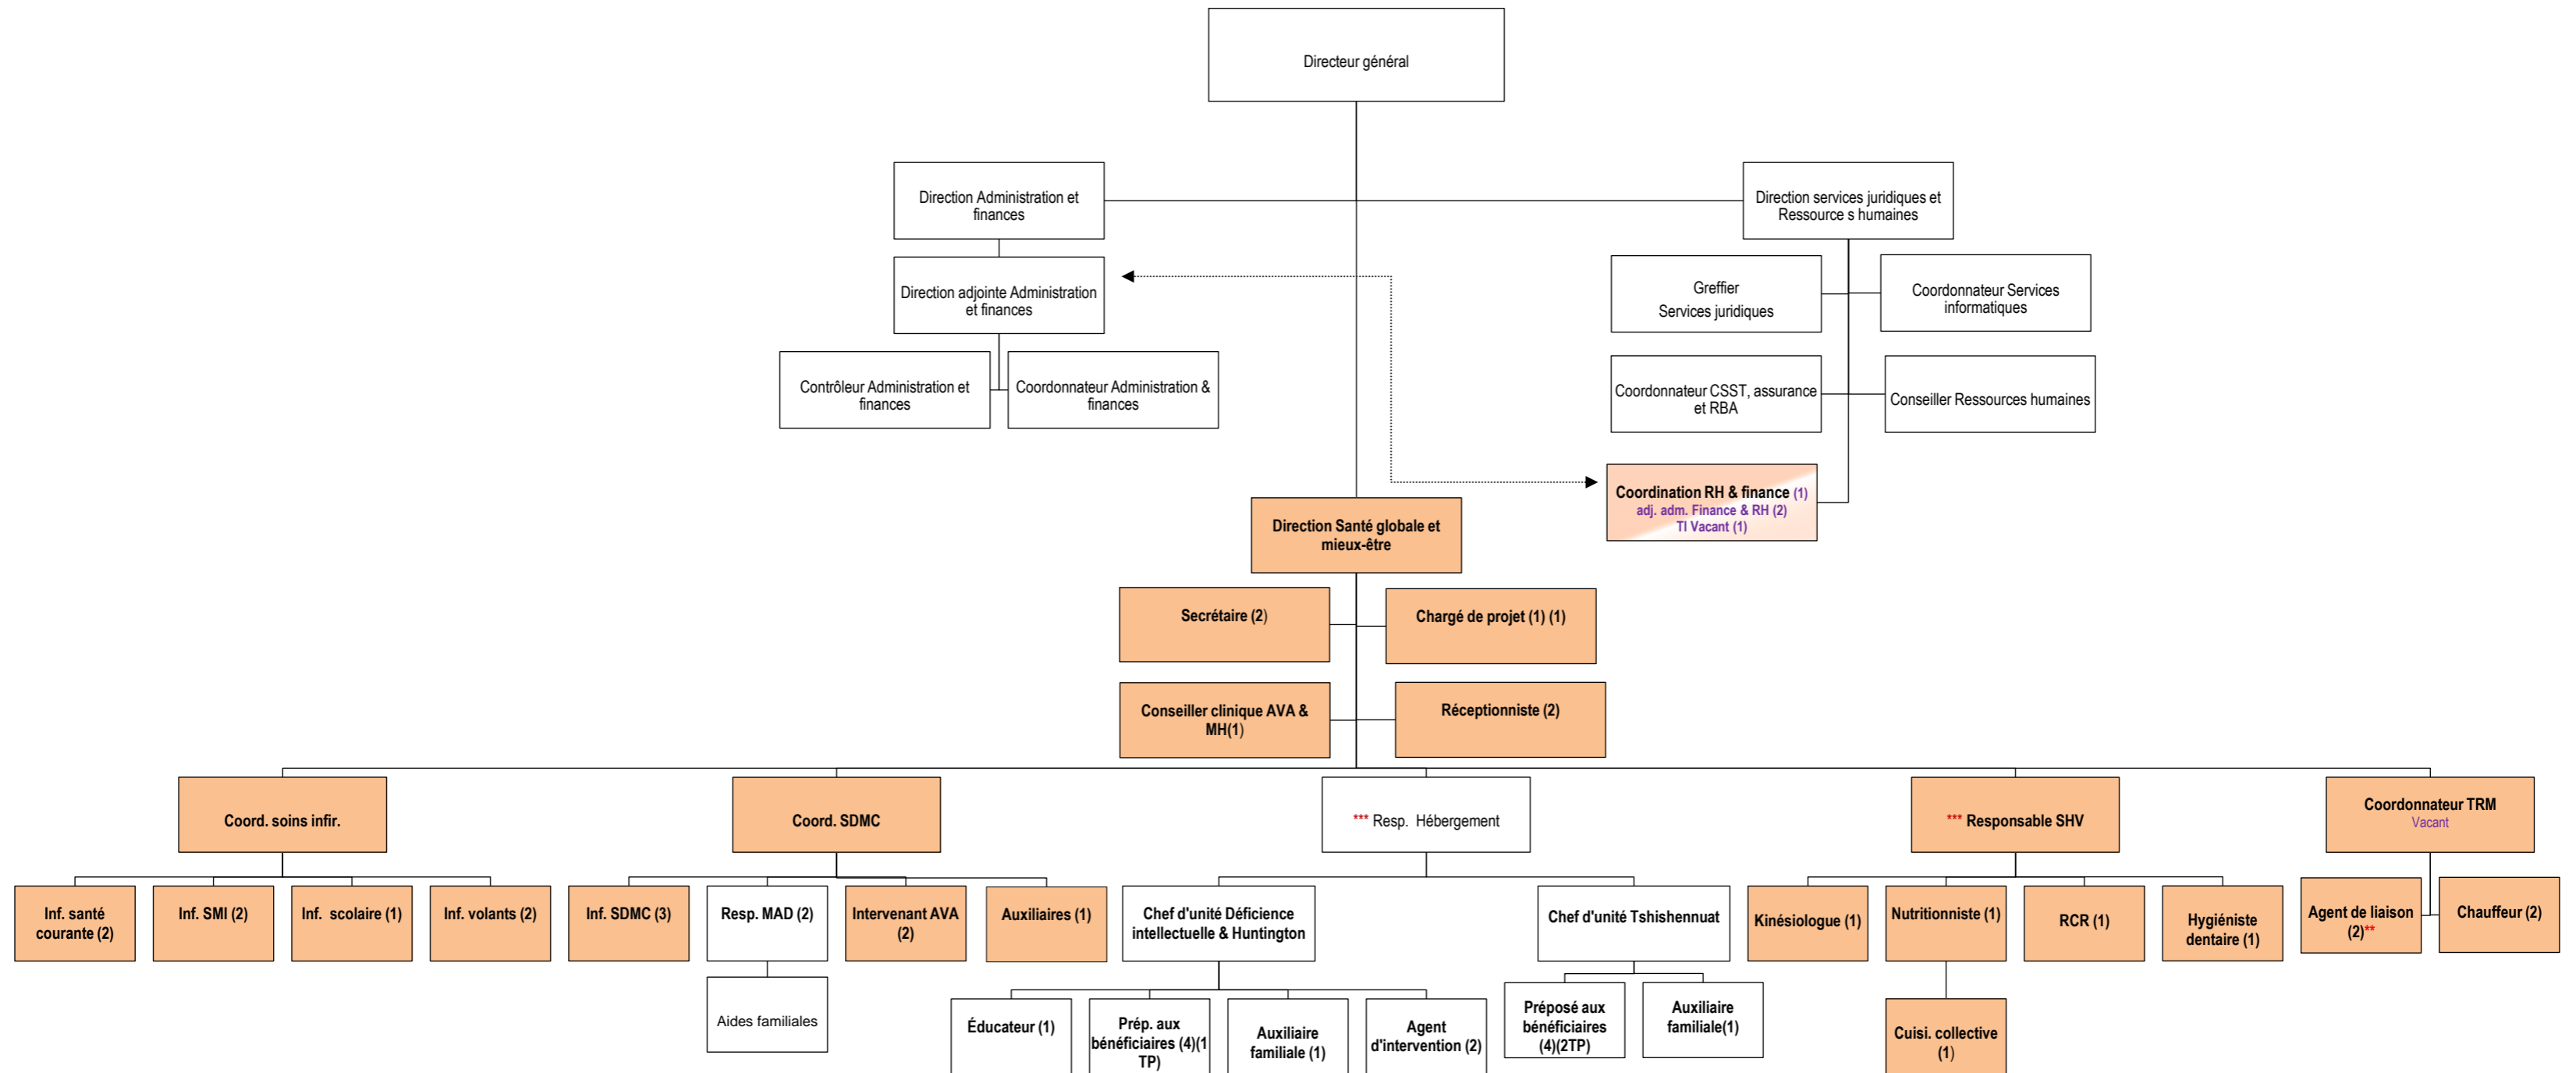 Directeur général
Direction Administration et
finances
Direction services juridiques et
Ressource s humaines
Direction adjointe Administration
et finances
Greffier
Services juridiques
Coordonnateur Services
informatiques
Contrôleur Administration et
finances
Coordonnateur Administration &
finances
Coordonnateur CSST, assurance
et RBA
Conseiller Ressources humaines
Coordination RH & finance (1)
adj. adm. Finance & RH (2)
TI Vacant (1)
Direction Santé globale et
mieux-être
Secrétaire (2)
Chargé de projet (1) (1)
Conseiller clinique AVA &
MH(1)
Réceptionniste (2)
Coord. soins infir.
Coord. SDMC
*** Resp. Hébergement
*** Responsable SHV
Coordonnateur TRM
Vacant
Inf. santé
courante (2)
Inf. SMI (2)
Inf. scolaire (1)
Inf. volants (2)
Inf. SDMC (3)
Resp. MAD (2)
Intervenant AVA
(2)
Auxiliaires (1)
Chef d'unité Déficience
intellectuelle & Huntington
Chef d'unité Tshishennuat
Kinésiologue (1)
Nutritionniste (1)
RCR (1)
Hygiéniste
dentaire (1)
Agent de liaison
(2)**
Chauffeur (2)
Aides familiales
Éducateur (1)
Prép. aux
bénéficiaires (4)(1
TP)
Auxiliaire
familiale (1)
Agent
d'intervention (2)
Préposé aux
bénéficiaires
(4)(2TP)
Auxiliaire
familiale(1)
Cuisi. collective
(1)